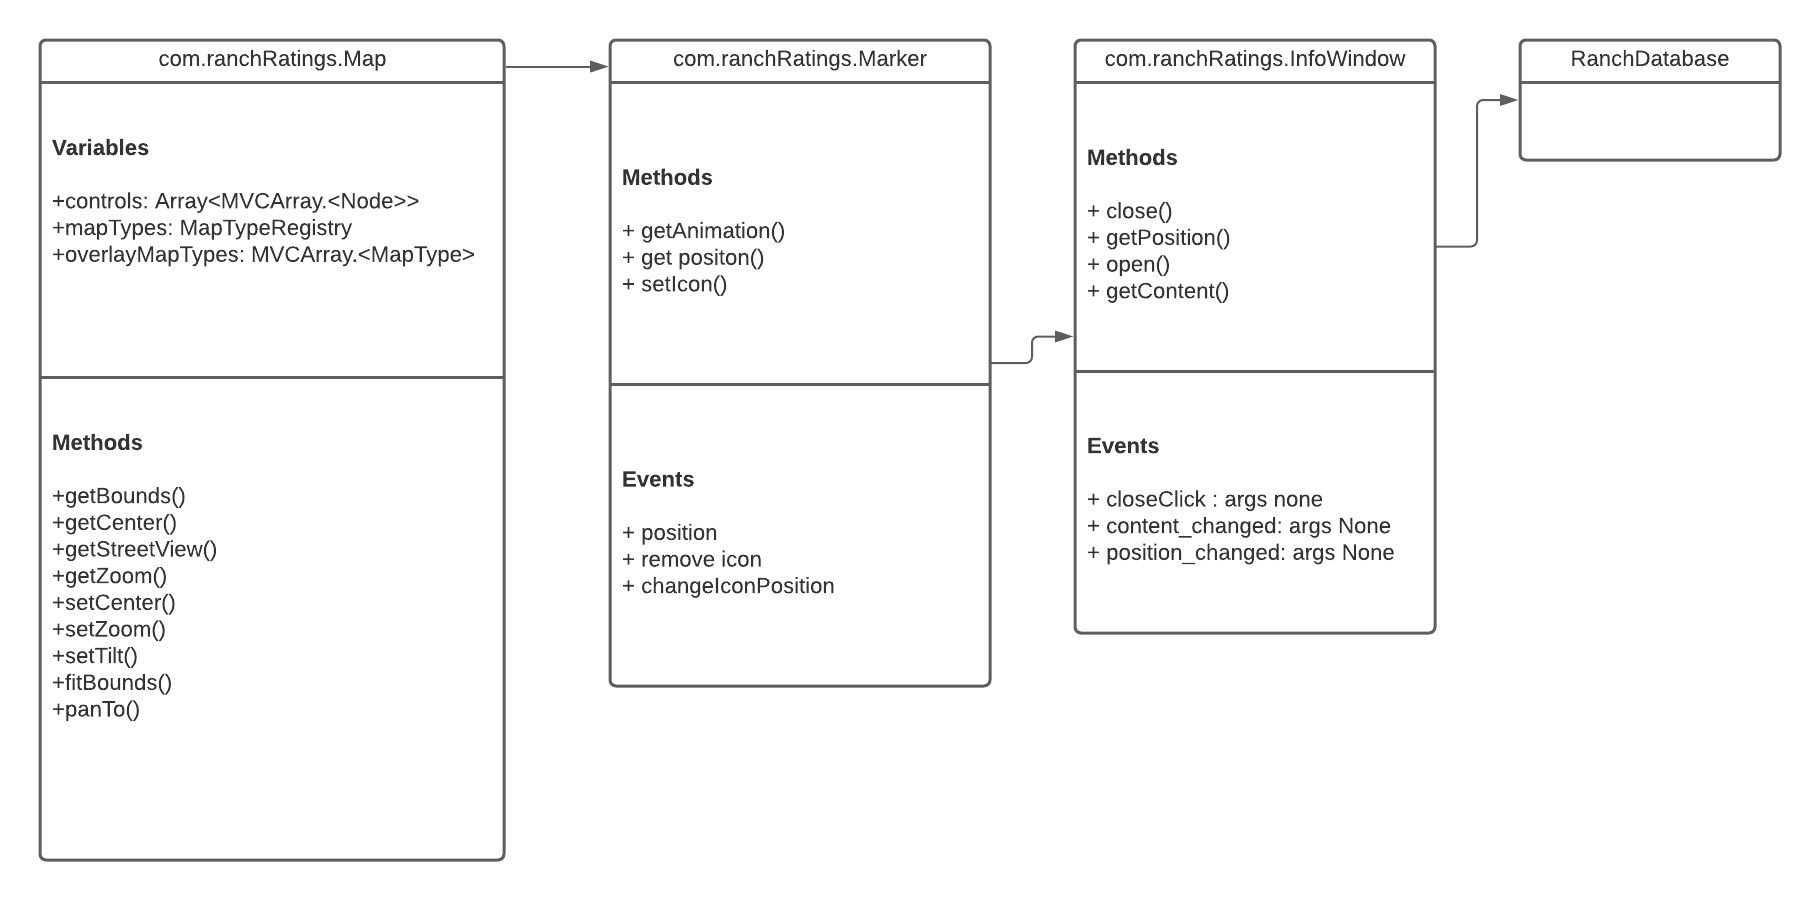 com.ranchRatings.Map
Variables
+controls: Array<MVCArray.<Node>>
+mapTypes: MapTypeRegistry
+overlayMapTypes: MVCArray.<MapType>
Methods
+getBounds()
+getCenter()
+getStreetView()
+getZoom()
+setCenter()
+setZoom()
+setTilt()
+fitBounds()
+panTo()
com.ranchRatings.Marker
Methods
+ getAnimation()
+ get positon()
+ setIcon()
Events
+ position
+ remove icon
+ changeIconPosition
com.ranchRatings.InfoWindow
Methods
+ close()
+ getPosition()
+ open()
+ getContent()
Events
+ closeClick : args none
+ content_changed: args None
+ position_changed: args None
RanchDatabase